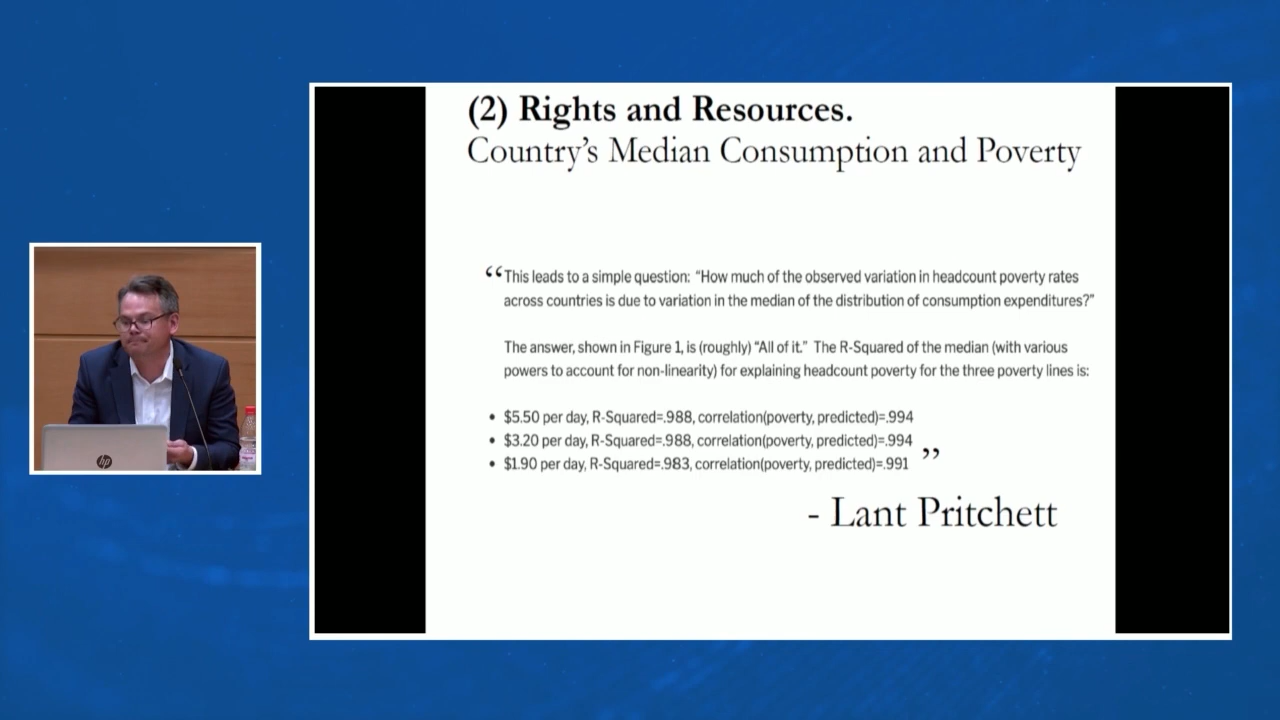 (2) Rights and Resources.
Country’s Median Consumption and Poverty
“This leads to a simple question: “How much of the observed variation in headcount poverty rates
across countries is due to variation in the median of the distribution of consumption expenditures?”
The answer, shown in Figure 1, is (roughly) “All of it.” The R-Squared of the median (with various
powers to account for non-linearity) for explaining headcount poverty for the three poverty lines is:
• $5.50 per day, R-Squared=.988, correlation(poverty, predicted)=.994
• $3.20 per day, R-Squared=.988, correlation(poverty, predicted)=.994
• $1.90 per day, R-Squared=.983, correlation(poverty, predicted)=.991 ”
- Lant Pritchett
hp